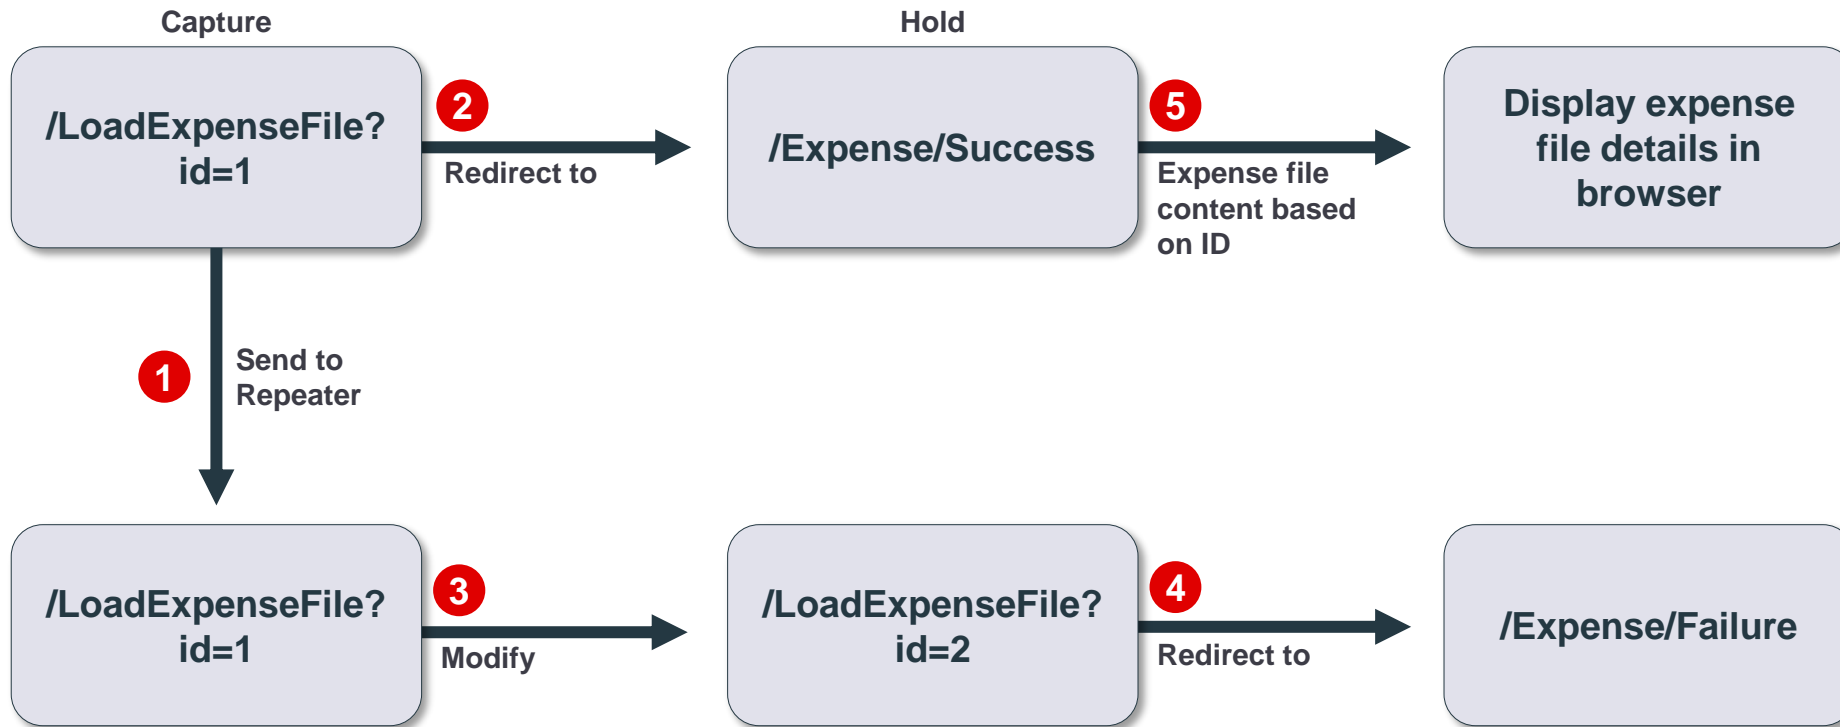 Capture
Hold
/LoadExpenseFile?
id=1
2
Redirect to
/Expense/Success
5
Expense file
content based
on ID
Display expense
file details in
browser
1
Send to
Repeater
/LoadExpenseFile?
id=1
3
Modify
/LoadExpenseFile?
id=2
4
Redirect to
/Expense/Failure